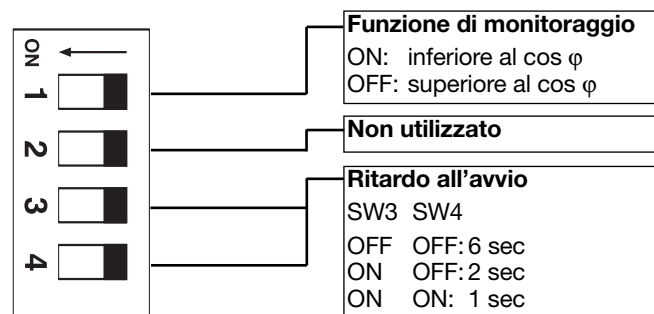 ON
1
2
3
4
Funzione di monitoraggio
ON: inferiore al cos φ
OFF: superiore al cos φ
Non utilizzato
Ritardo all'avvio
SW3 SW4
OFF OFF: 6 sec
ON OFF: 2 sec
ON ON: 1 sec